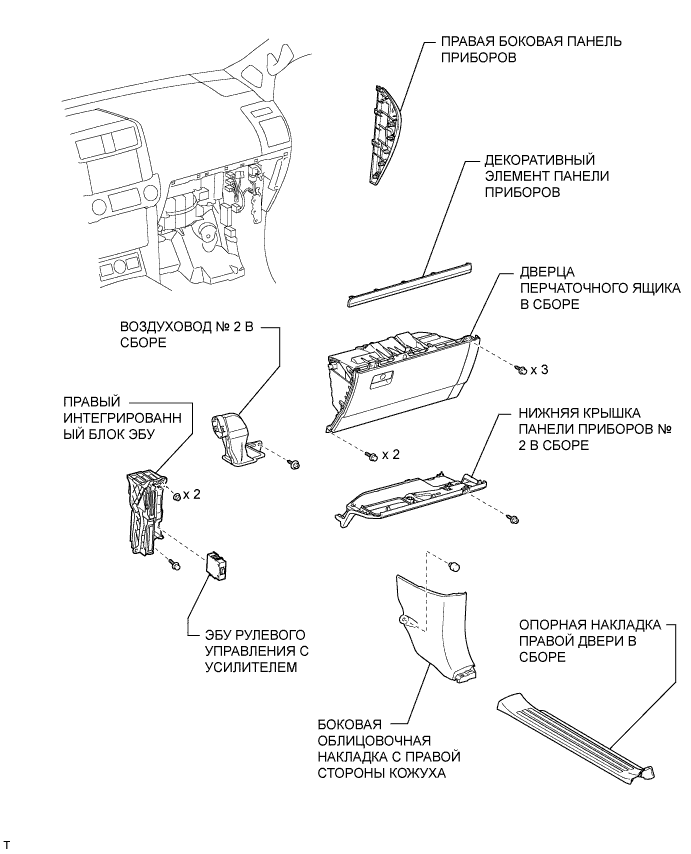 ПРАВАЯ БОКОВАЯ ПАНЕЛЬ
ПРИБОРОВ
ДЕКОРАТИВНЫЙ
ЭЛЕМЕНТ ПАНЕЛИ
ПРИБОРОВ
ДВЕРЦА
ПЕРЧАТОЧНОГО ЯЩИКА
В СБОРЕ
ВОЗДУХОВОД № 2 В
СБОРЕ
x 3
ПРАВЫЙ
ИНТЕГРИРОВАНН
ЫЙ БЛОК ЭБУ
НИЖНЯЯ КРЫШКА
ПАНЕЛИ ПРИБОРОВ №
2 В СБОРЕ
x 2
x 2
ЭБУ РУЛЕВОГО
УПРАВЛЕНИЯ С
УСИЛИТЕЛЕМ
ОПОРНАЯ НАКЛАДКА
ПРАВОЙ ДВЕРИ В
СБОРЕ
БОКОВАЯ
ОБЛИЦОВОЧНАЯ
НАКЛАДКА С ПРАВОЙ
СТОРОНЫ КОЖУХА
T